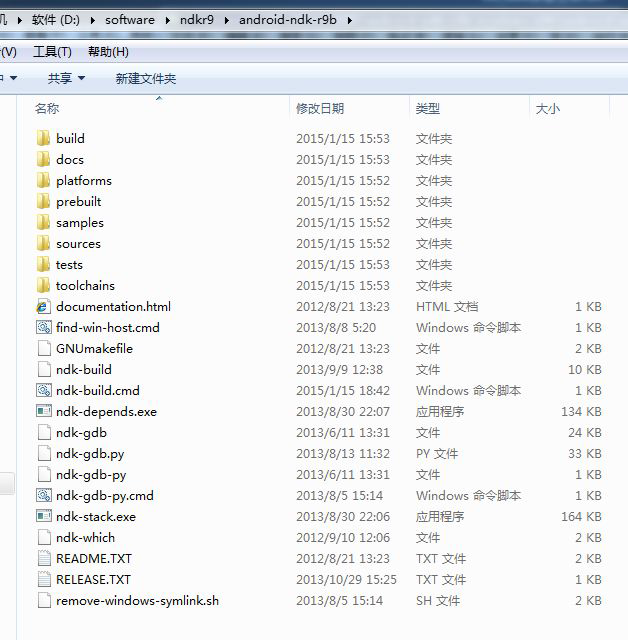 机 ▸ 软件 (D:) ▸ software ▸ ndkr9 ▸ android-ndk-r9b ▸
(V) 工具(T) 帮助(H)
中 ▼ 共享 ▼ 新建文件夹
名称 修改日期 类型 大小
build 2015/1/15 15:53 文件夹
docs 2015/1/15 15:53 文件夹
platforms 2015/1/15 15:52 文件夹
prebuilt 2015/1/15 15:52 文件夹
samples 2015/1/15 15:52 文件夹
sources 2015/1/15 15:52 文件夹
tests 2015/1/15 15:53 文件夹
toolchains 2015/1/15 15:53 文件夹
documentation.html 2012/8/21 13:23 HTML 文档 1 KB
find-win-host.cmd 2013/8/8 5:20 Windows 命令脚本 1 KB
GNUmakefile 2012/8/21 13:23 文件 2 KB
ndk-build 2013/9/9 12:38 文件 10 KB
ndk-build.cmd 2015/1/15 18:42 Windows 命令脚本 1 KB
ndk-depends.exe 2013/8/30 22:07 应用程序 134 KB
ndk-gdb 2013/6/11 13:31 文件 24 KB
ndk-gdb.py 2013/8/13 11:32 PY 文件 33 KB
ndk-gdb-py 2013/6/11 13:31 文件 1 KB
ndk-gdb-py.cmd 2013/8/5 15:14 Windows 命令脚本 1 KB
ndk-stack.exe 2013/8/30 22:06 应用程序 164 KB
ndk-which 2012/9/10 12:06 文件 2 KB
README.TXT 2012/8/21 13:23 TXT 文件 2 KB
RELEASE.TXT 2013/10/29 15:25 TXT 文件 1 KB
remove-windows-symlink.sh 2013/8/5 15:14 SH 文件 2 KB